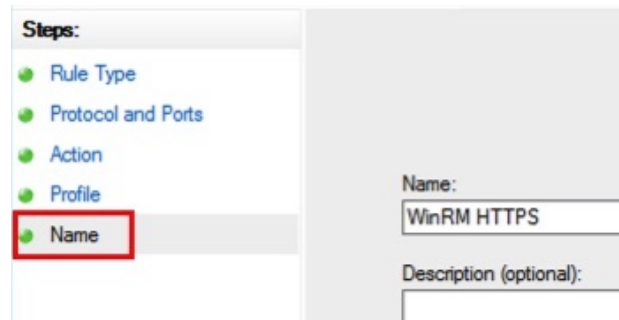 Steps:
Rule Type
Protocol and Ports
Action
Profile
Name
Name:
WinRM HTTPS
Description (optional):